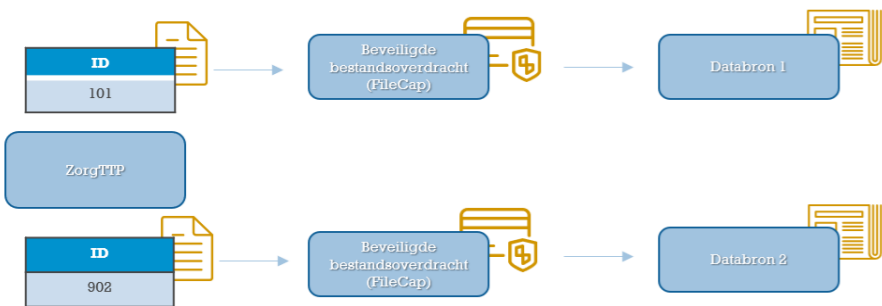 ID
101
Beveiligde
bestandsoverdracht
(FileCap)
Databron 1
ZorgTTP
ID
902
Beveiligde
bestandsoverdracht
(FileCap)
Databron 2